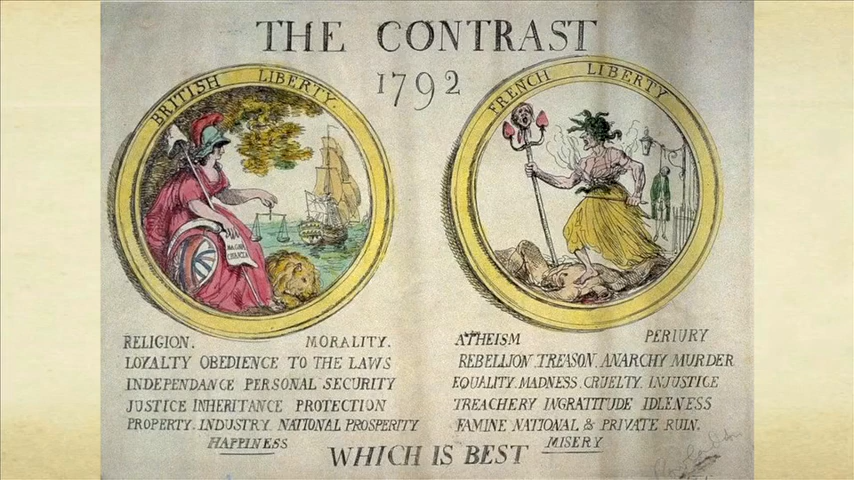 THE CONTRAST
1792
BRITISH LIBERTY.
FRENCH LIBERTY
MAGNA
CHARTA
RELIGION. MORALITY.
LOYALTY OBEDIENCE TO THE LAWS
INDEPENDANCE PERSONAL SECURITY
JUSTICE INHERITANCE PROTECTION
PROPERTY. INDUSTRY. NATIONAL PROSPERITY
HAPPINESS
ATHEISM PERJURY
REBELLION. TREASON. ANARCHY MURDER
EQUALITY. MADNESS. CRUELTY. INJUSTICE
TREACHERY INGRATITUDE IDLENESS
FAMINE NATIONAL & PRIVATE RUIN.
MISERY
WHICH IS BEST